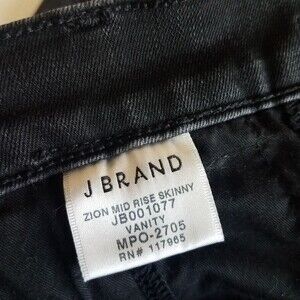 J BRAND
ZION MID RISE SKINNY
JB001077
VANITY
MPO-2705
RN# 117965